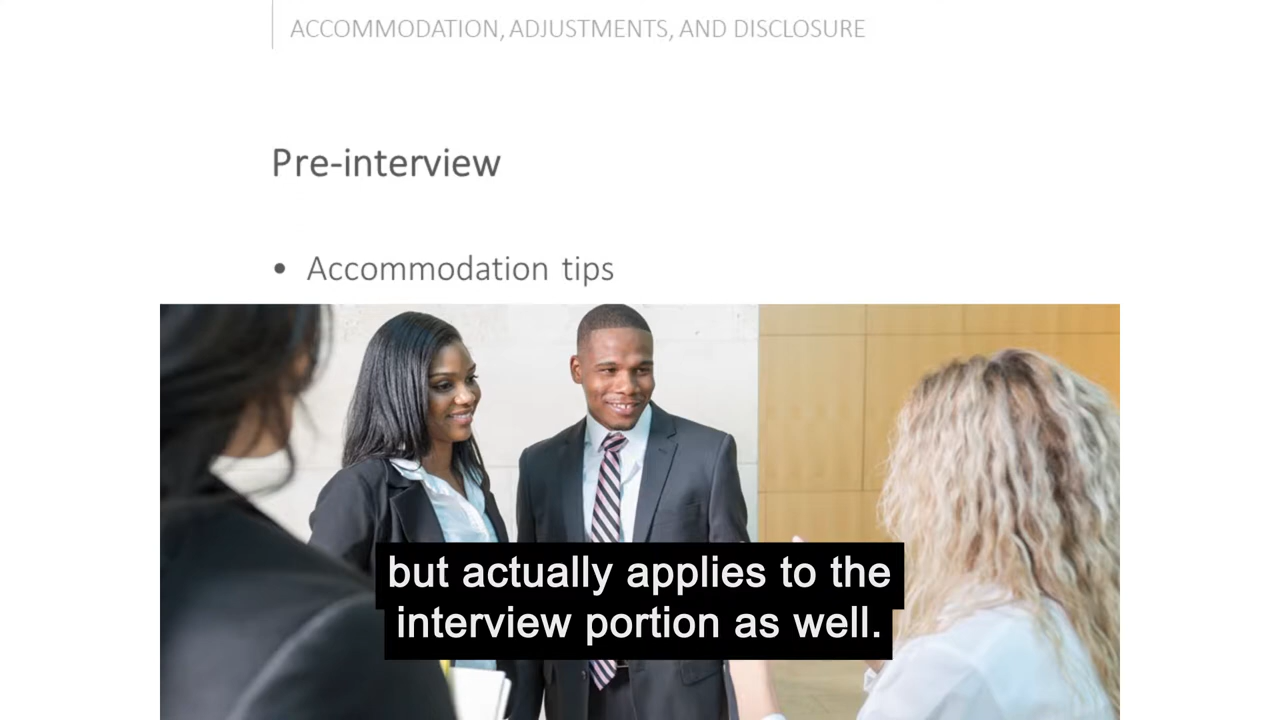 ACCOMMODATION, ADJUSTMENTS, AND DISCLOSURE
Pre-interview
• Accommodation tips
but actually applies to the
interview portion as well.